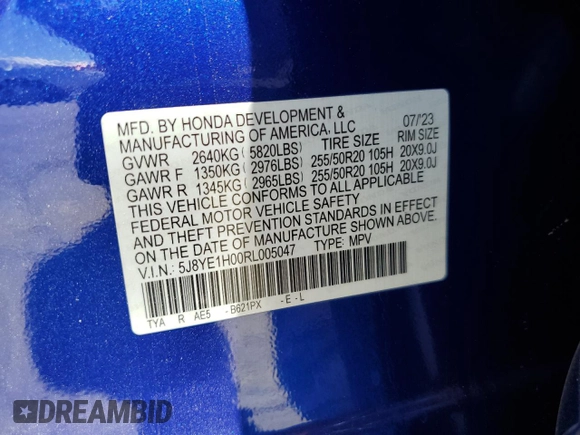 MFD. BY HONDA DEVELOPMENT & 07/'23
MANUFACTURING OF AMERICA, LLC
TIRE SIZE RIM SIZE
GVWR 2640KG ( 5820LBS)
GAWR F 1350KG ( 2976LBS) 255/50R20 105H 20X9.0J
GAWR R 1345KG ( 2965LBS) 255/50R20 105H 20X9.0J
THIS VEHICLE CONFORMS TO ALL APPLICABLE
FEDERAL MOTOR VEHICLE SAFETY
AND THEFT PREVENTION STANDARDS IN EFFECT
ON THE DATE OF MANUFACTURE SHOWN ABOVE.
V.I.N.: 5J8YE1H00RL005047 TYPE: MPV
TYA R AE5 - B621PX - E - L
DREAMBID